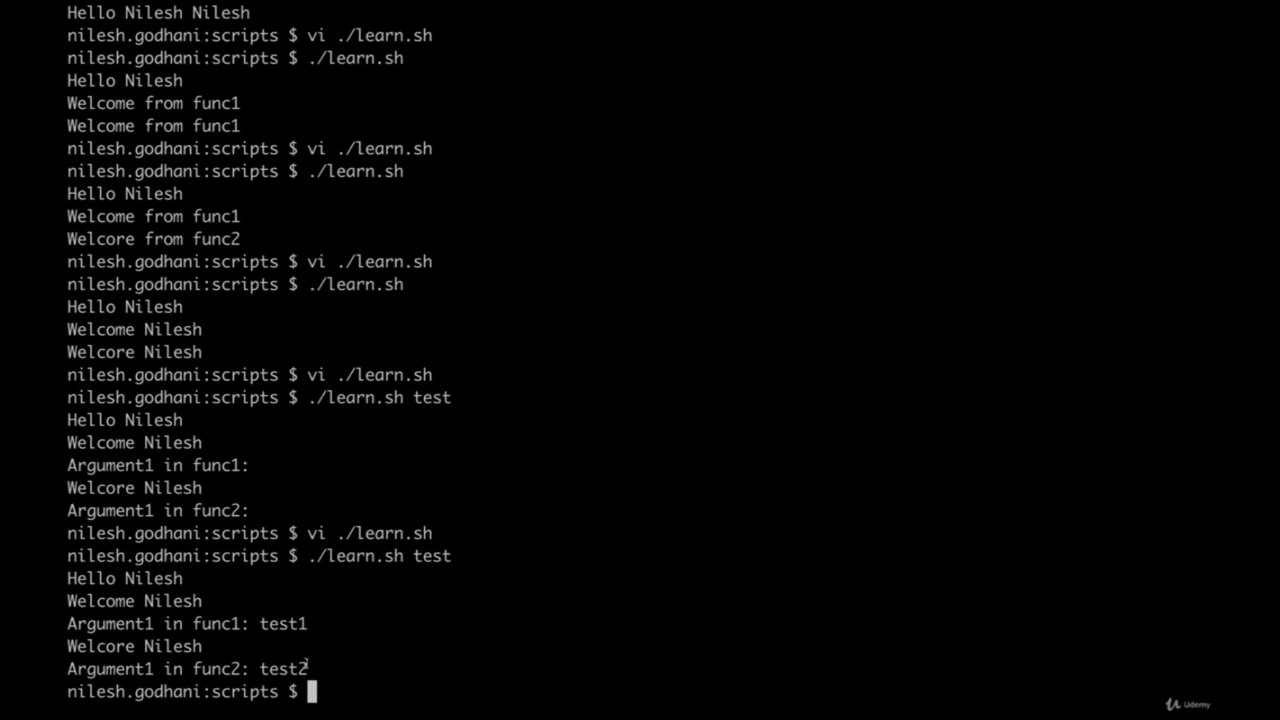 Hello Nilesh Nilesh
nilesh.godhani:scripts $ vi ./learn.sh
nilesh.godhani:scripts $ ./learn.sh
Hello Nilesh
Welcome from func1
Welcome from func1
nilesh.godhani:scripts $ vi ./learn.sh
nilesh.godhani:scripts $ ./learn.sh
Hello Nilesh
Welcome from func1
Welcore from func2
nilesh.godhani:scripts $ vi ./learn.sh
nilesh.godhani:scripts $ ./learn.sh
Hello Nilesh
Welcome Nilesh
Welcore Nilesh
nilesh.godhani:scripts $ vi ./learn.sh
nilesh.godhani:scripts $ ./learn.sh test
Hello Nilesh
Welcome Nilesh
Argument1 in func1:
Welcore Nilesh
Argument1 in func2:
nilesh.godhani:scripts $ vi ./learn.sh
nilesh.godhani:scripts $ ./learn.sh test
Hello Nilesh
Welcome Nilesh
Argument1 in func1: test1
Welcore Nilesh
Argument1 in func2: test2
nilesh.godhani:scripts $
Udemy